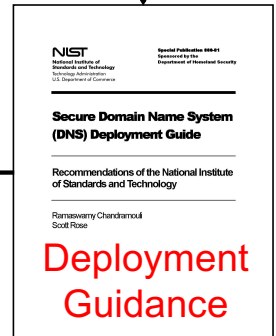 NIST
National Institute of
Standards and Technology
Technology Administration
U.S. Department of Commerce
Special Publication 800-81
Sponsored by the
Department of Homeland Security
Secure Domain Name System
(DNS) Deployment Guide
Recommendations of the National Institute
of Standards and Technology
Ramaswamy Chandramouli
Scott Rose
Deployment
Guidance